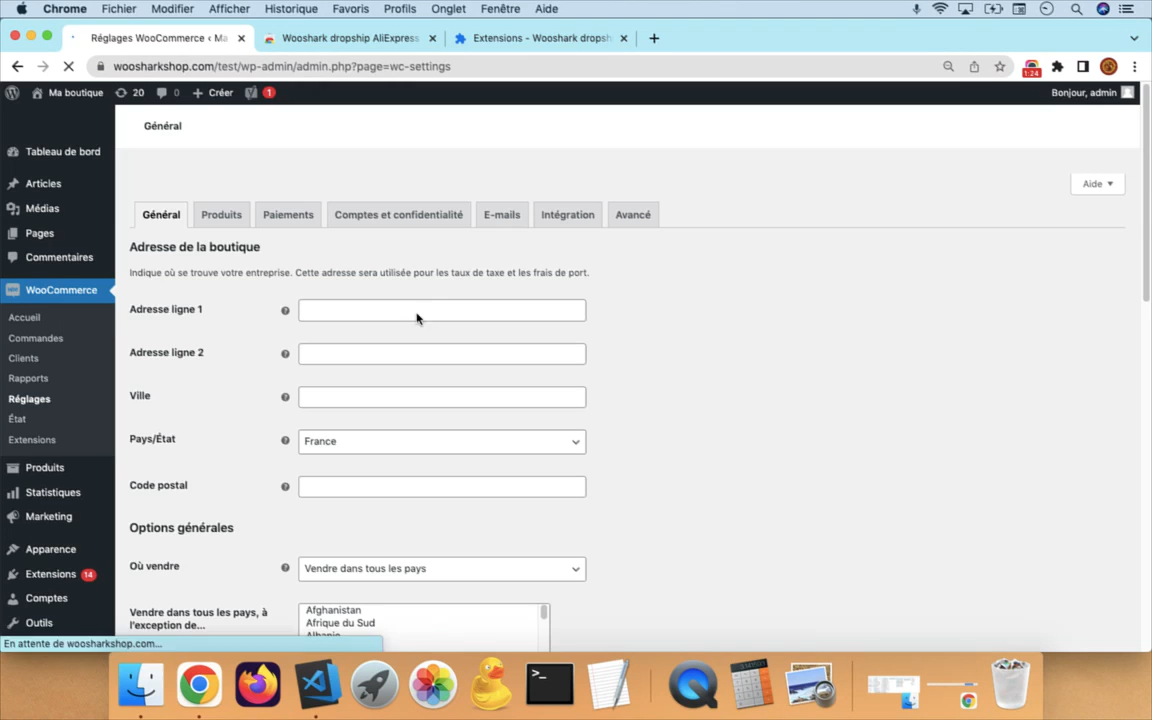 Chrome Fichier Modifier Afficher Historique Favoris Profils Onglet Fenêtre Aide
Réglages WooCommerce ‹ Ma
Wooshark dropship AliExpress
Extensions - Wooshark dropsh
woosharkshop.com/test/wp-admin/admin.php?page=wc-settings
1:24
Ma boutique 20 0 Créer 1
Bonjour, admin
Général
Tableau de bord
Articles
Médias
Pages
Commentaires
WooCommerce
Accueil
Commandes
Clients
Rapports
Réglages
État
Extensions
Produits
Statistiques
Marketing
Apparence
Extensions 14
Comptes
Outils
Aide
Général Produits Paiements Comptes et confidentialité E-mails Intégration Avancé
Adresse de la boutique
Indique où se trouve votre entreprise. Cette adresse sera utilisée pour les taux de taxe et les frais de port.
Adresse ligne 1
Adresse ligne 2
Ville
Pays/État
France
Code postal
Options générales
Où vendre
Vendre dans tous les pays
Vendre dans tous les pays, à
l'exception de...
Afghanistan
Afrique du Sud
Albanie
En attente de woosharkshop.com...